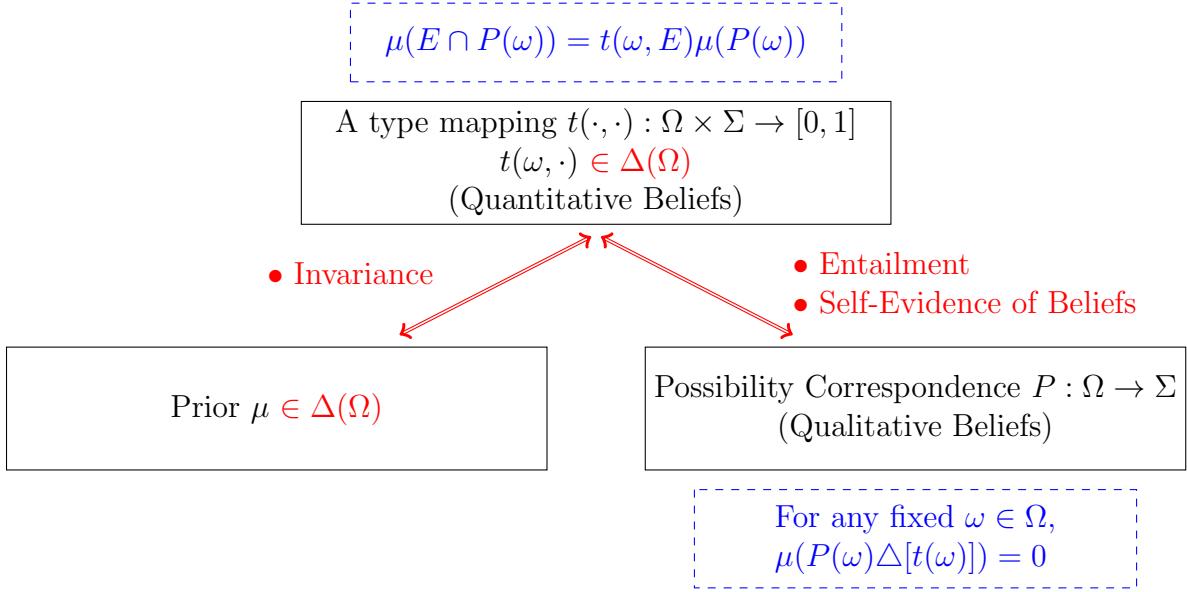 μ(E ∩ P(ω)) = t(ω, E)μ(P(ω))
A type mapping t(·, ·) : Ω × Σ → [0, 1]
t(ω, ·) ∈ Δ(Ω)
(Quantitative Beliefs)
• Invariance
• Entailment
• Self-Evidence of Beliefs
Prior μ ∈ Δ(Ω)
Possibility Correspondence P : Ω → Σ
(Qualitative Beliefs)
For any fixed ω ∈ Ω,
μ(P(ω)△[t(ω)]) = 0